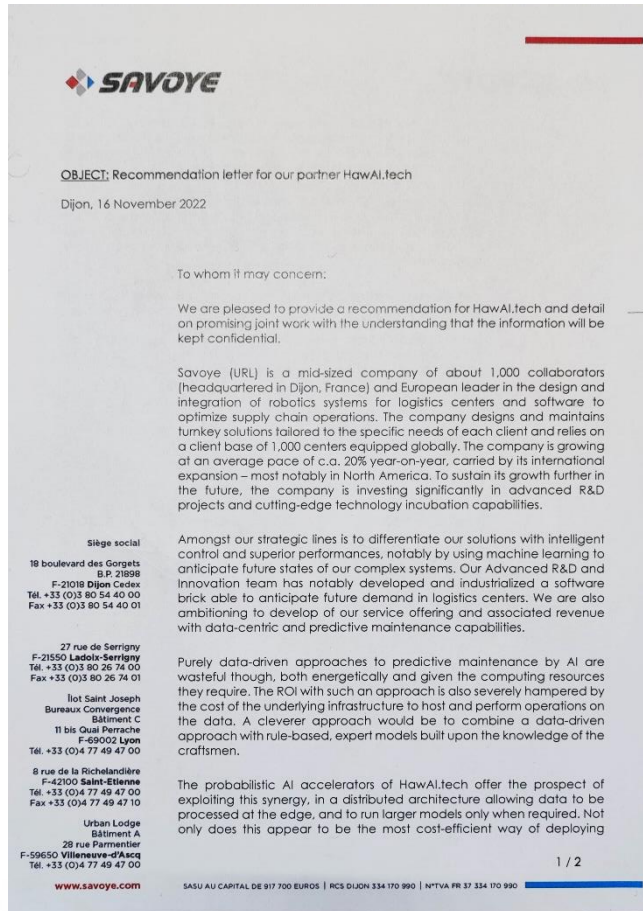 SAVOYE
OBJECT: Recommendation letter for our partner HawAI.tech
Dijon, 16 November 2022
To whom it may concern:
We are pleased to provide a recommendation for HawAI.tech and detail
on promising joint work with the understanding that the information will be
kept confidential.
Savoye (URL) is a mid-sized company of about 1,000 collaborators
(headquartered in Dijon, France) and European leader in the design and
integration of robotics systems for logistics centers and software to
optimize supply chain operations. The company designs and maintains
turnkey solutions tailored to the specific needs of each client and relies on
a client base of 1,000 centers equipped globally. The company is growing
at an average pace of c.a. 20% year-on-year, carried by its international
expansion – most notably in North America. To sustain its growth further in
the future, the company is investing significantly in advanced R&D
projects and cutting-edge technology incubation capabilities.
Amongst our strategic lines is to differentiate our solutions with intelligent
control and superior performances, notably by using machine learning to
anticipate future states of our complex systems. Our Advanced R&D and
Innovation team has notably developed and industrialized a software
brick able to anticipate future demand in logistics centers. We are also
ambitioning to develop of our service offering and associated revenue
with data-centric and predictive maintenance capabilities.
Purely data-driven approaches to predictive maintenance by AI are
wasteful though, both energetically and given the computing resources
they require. The ROI with such an approach is also severely hampered by
the cost of the underlying infrastructure to host and perform operations on
the data. A cleverer approach would be to combine a data-driven
approach with rule-based, expert models built upon the knowledge of the
craftsmen.
The probabilistic AI accelerators of HawAI.tech offer the prospect of
exploiting this synergy, in a distributed architecture allowing data to be
processed at the edge, and to run larger models only when required. Not
only does this appear to be the most cost-efficient way of deploying
Siège social
18 boulevard des Gorgets
B.P. 21898
F-21018 Dijon Cedex
Tél. +33 (0)3 80 54 40 00
Fax +33 (0)3 80 54 40 01
27 rue de Serrigny
F-21550 Ladoix-Serrigny
Tél. +33 (0)3 80 26 74 00
Fax +33 (0)3 80 26 74 01
Îlot Saint Joseph
Bureaux Convergence
Bâtiment C
11 bis Quai Perrache
F-69002 Lyon
Tél. +33 (0)4 77 49 47 00
8 rue de la Richelandière
F-42100 Saint-Etienne
Tél. +33 (0)4 77 49 47 00
Fax +33 (0)4 77 49 47 10
Urban Lodge
Bâtiment A
28 rue Parmentier
F-59650 Villeneuve-d'Ascq
Tél. +33 (0)4 77 49 47 00
1 / 2
www.savoye.com
SASU AU CAPITAL DE 917 700 EUROS | RCS DIJON 334 170 990 | N°TVA FR 37 334 170 990